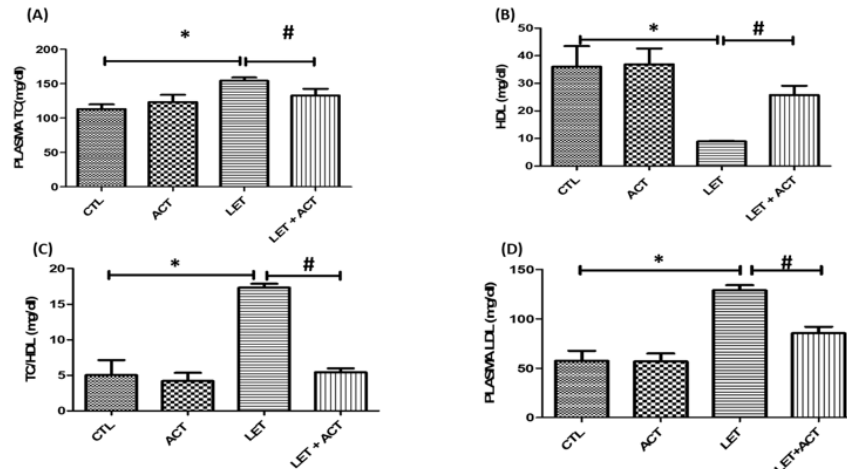 (A)
* #
PLASMA TC(mg/dl)
200
150
100
50
0
CTL
ACT
LET
LET + ACT
(B)
* #
HDL (mg/dl)
50
40
30
20
10
0
CTL
ACT
LET
LET + ACT
(C)
* #
TC/HDL (mg/dl)
20
15
10
5
0
CTL
ACT
LET
LET + ACT
(D)
* #
PLASMA LDL (mg/dl)
150
100
50
0
CTL
ACT
LET
LET+ACT